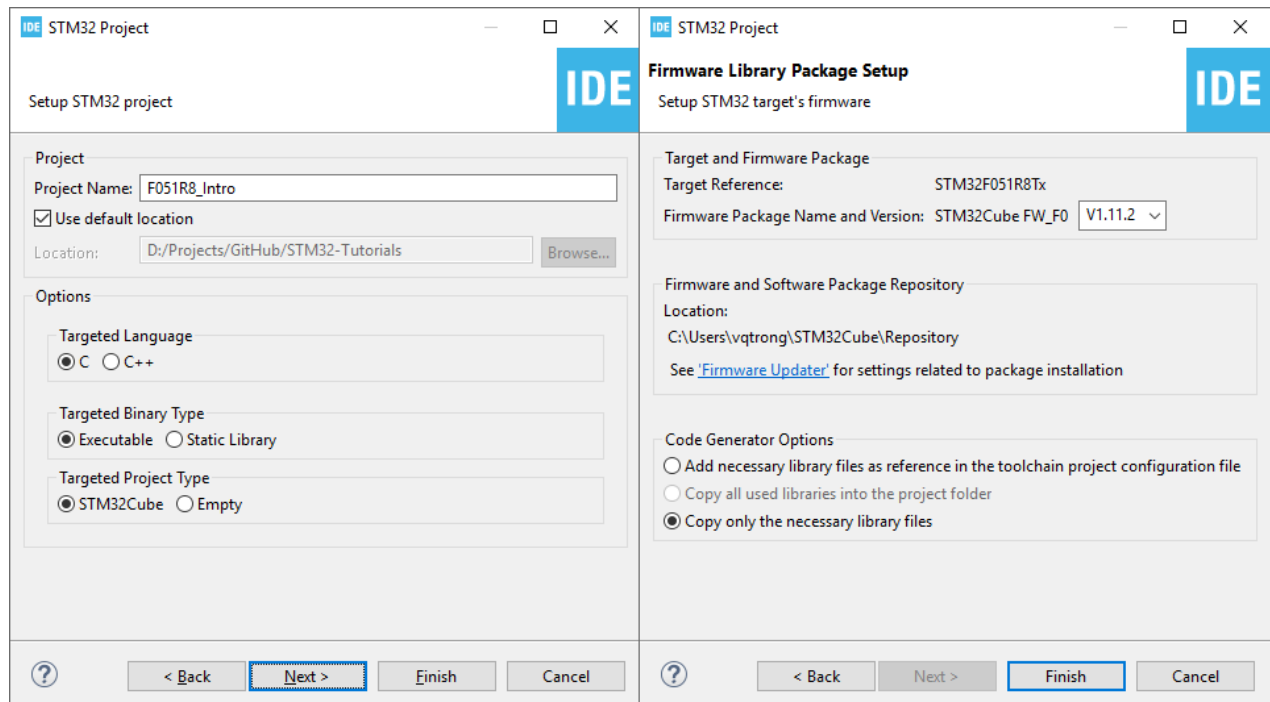 IDE STM32 Project
Setup STM32 project
IDE
Project
Project Name: F051R8_Intro
Use default location
Location: D:/Projects/GitHub/STM32-Tutorials Browse...
Options
Targeted Language
C C++
Targeted Binary Type
Executable Static Library
Targeted Project Type
STM32Cube Empty
? < Back Next > Finish Cancel
IDE STM32 Project
Firmware Library Package Setup
Setup STM32 target's firmware
IDE
Target and Firmware Package
Target Reference: STM32F051R8Tx
Firmware Package Name and Version: STM32Cube FW_F0 V1.11.2
Firmware and Software Package Repository
Location:
C:\Users\vqtrong\STM32Cube\Repository
See 'Firmware Updater' for settings related to package installation
Code Generator Options
Add necessary library files as reference in the toolchain project configuration file
Copy all used libraries into the project folder
Copy only the necessary library files
? < Back Next > Finish Cancel